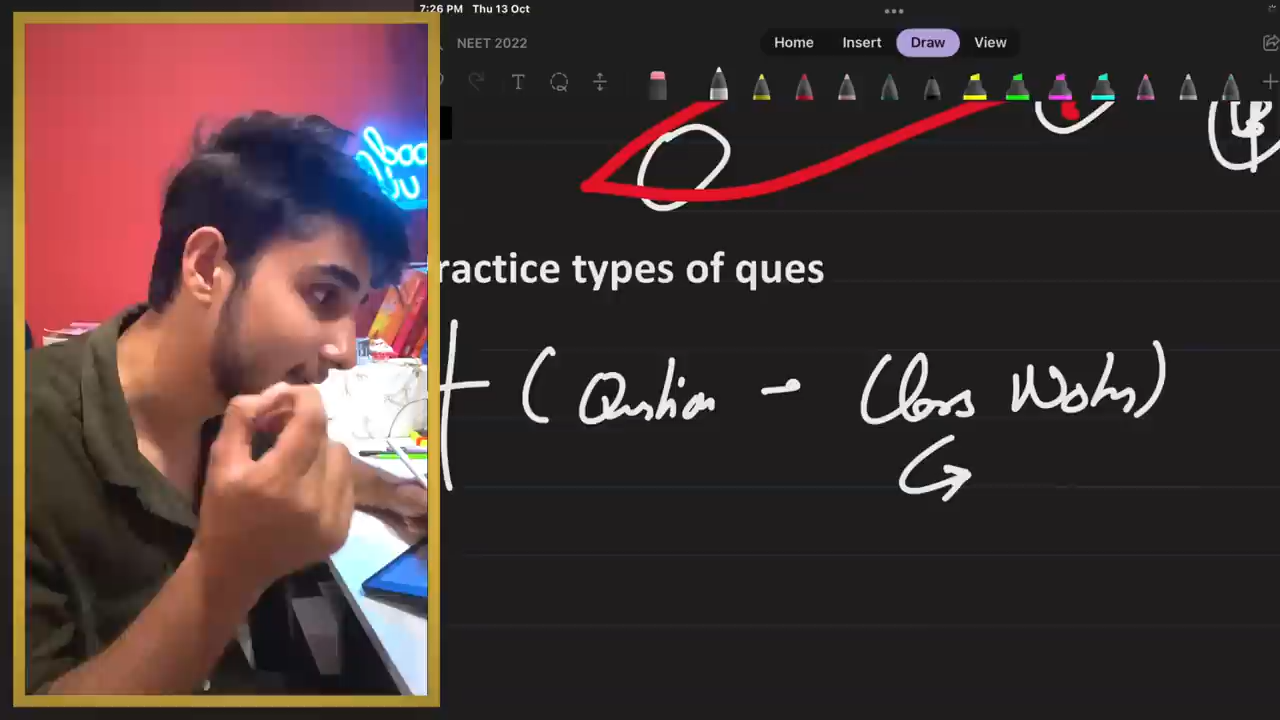 7:26 PM Thu 13 Oct
NEET 2022
Home Insert Draw View
T
ractice types of ques
(Question - Class Notes)